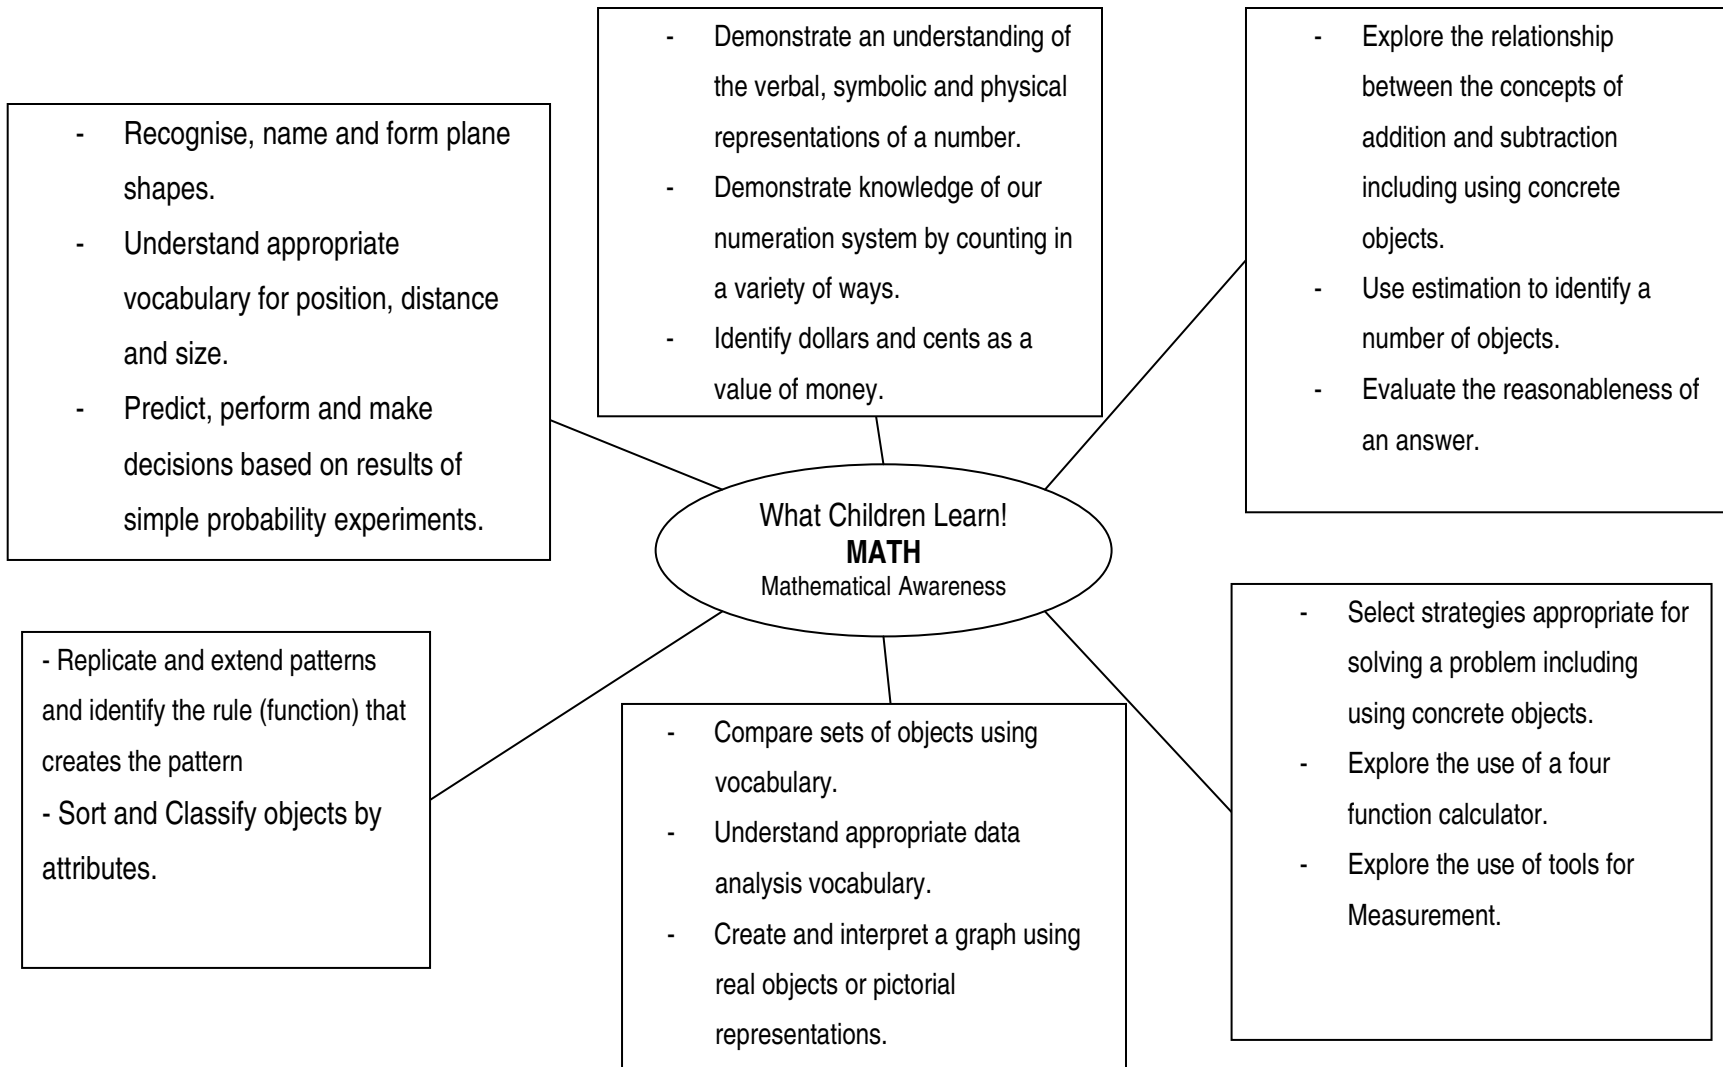 - Recognise, name and form plane
shapes.
- Understand appropriate
vocabulary for position, distance
and size.
- Predict, perform and make
decisions based on results of
simple probability experiments.
- Demonstrate an understanding of
the verbal, symbolic and physical
representations of a number.
- Demonstrate knowledge of our
numeration system by counting in
a variety of ways.
- Identify dollars and cents as a
value of money.
- Explore the relationship
between the concepts of
addition and subtraction
including using concrete
objects.
- Use estimation to identify a
number of objects.
- Evaluate the reasonableness of
an answer.
What Children Learn!
MATH
Mathematical Awareness
- Replicate and extend patterns
and identify the rule (function) that
creates the pattern
- Sort and Classify objects by
attributes.
- Compare sets of objects using
vocabulary.
- Understand appropriate data
analysis vocabulary.
- Create and interpret a graph using
real objects or pictorial
representations.
- Select strategies appropriate for
solving a problem including
using concrete objects.
- Explore the use of a four
function calculator.
- Explore the use of tools for
Measurement.